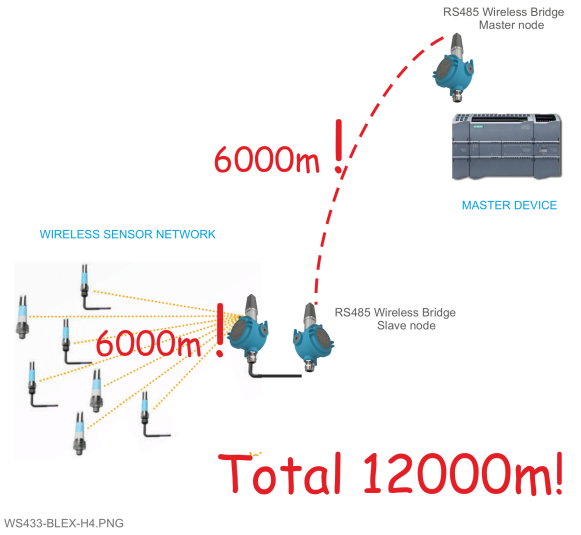 RS485 Wireless Bridge
Master node
6000m !
MASTER DEVICE
WIRELESS SENSOR NETWORK
RS485 Wireless Bridge
Slave node
6000m !
Total 12000m!
WS433-BLEX-H4.PNG